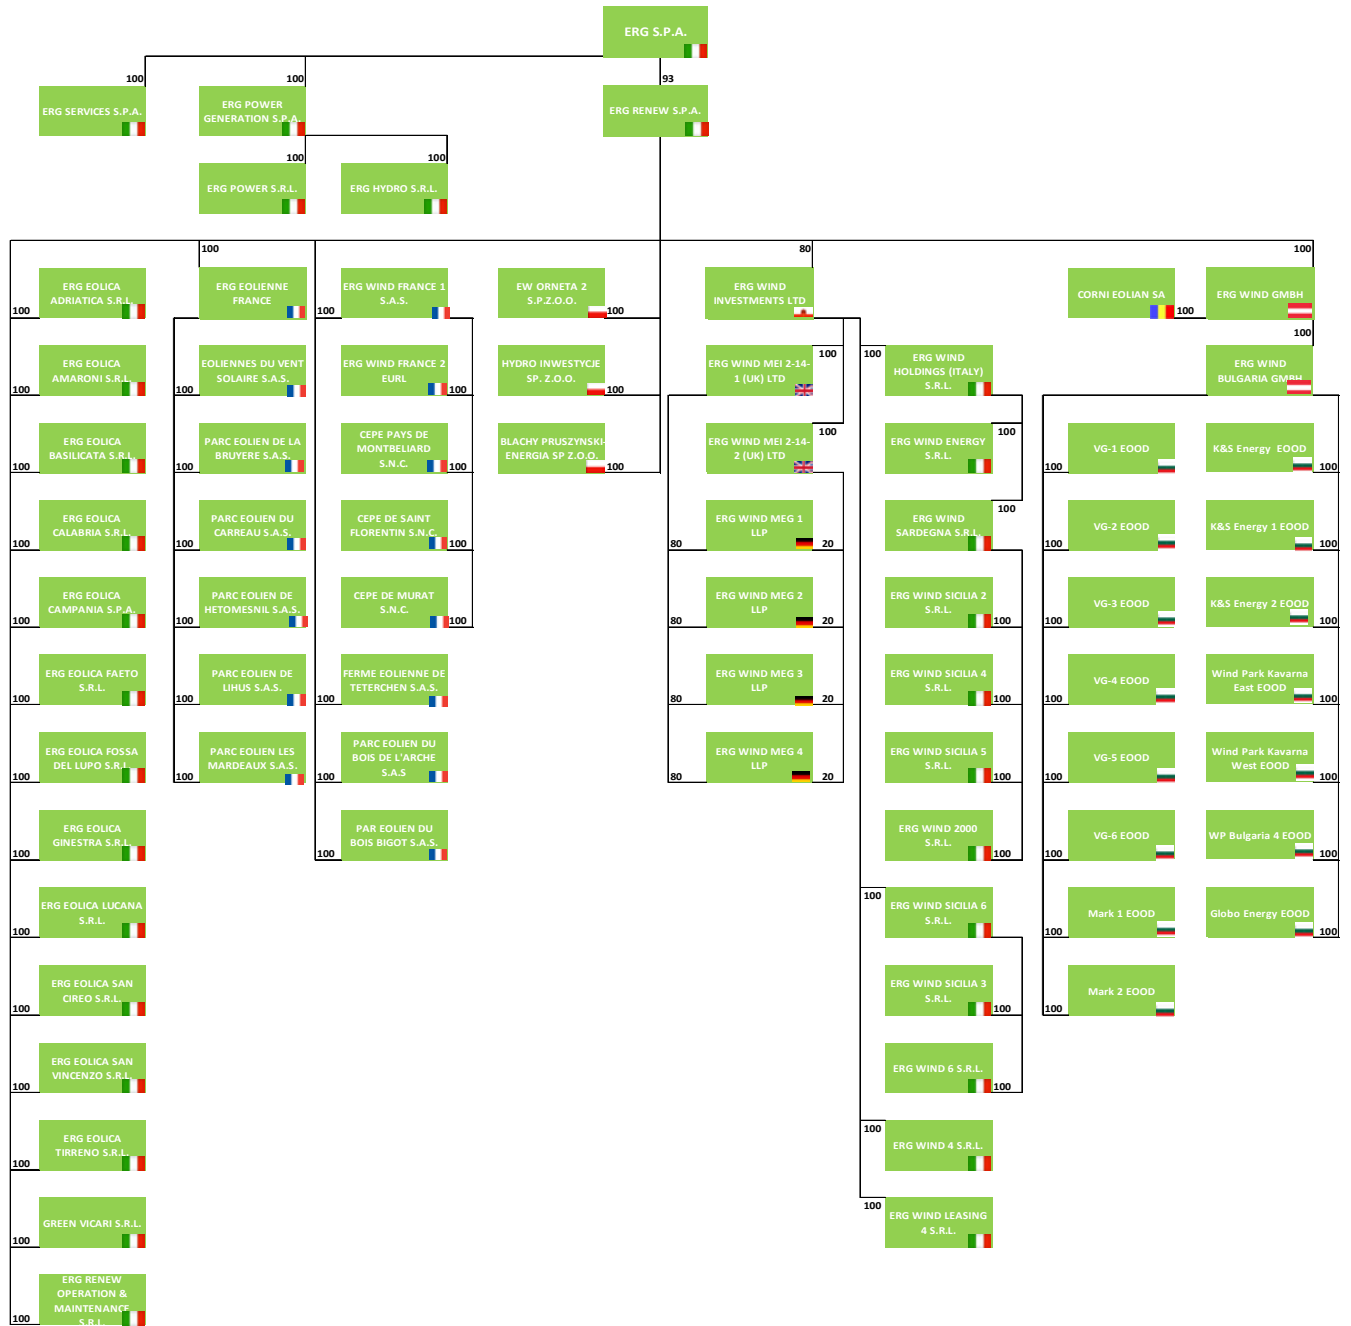 ERG S.P.A.
100
100
93
ERG SERVICES S.P.A.
ERG POWER
GENERATION S.P.A.
ERG RENEW S.P.A.
100
100
ERG POWER S.R.L.
ERG HYDRO S.R.L.
100
80
100
ERG EOLICA
ADRIATICA S.R.L.
100
ERG EOLICA
AMARONI S.R.L.
100
ERG EOLICA
BASILICATA S.R.L.
100
ERG EOLICA
CALABRIA S.R.L.
100
ERG EOLICA
CAMPANIA S.P.A.
100
ERG EOLICA FAETO
S.R.L.
100
ERG EOLICA FOSSA
DEL LUPO S.R.L.
100
ERG EOLICA
GINESTRA S.R.L.
100
ERG EOLICA LUCANA
S.R.L.
100
ERG EOLICA SAN
CIREO S.R.L.
100
ERG EOLICA SAN
VINCENZO S.R.L.
100
ERG EOLICA
TIRRENO S.R.L.
100
GREEN VICARI S.R.L.
100
ERG RENEW
OPERATION &
MAINTENANCE
S.R.L.
100
ERG EOLIENNE
FRANCE
EOLIENNES DU VENT
SOLAIRE S.A.S.
100
PARC EOLIEN DE LA
BRUYERE S.A.S.
100
PARC EOLIEN DU
CARREAU S.A.S.
100
PARC EOLIEN DE
HETOMESNIL S.A.S.
100
PARC EOLIEN DE
LIHUS S.A.S.
100
PARC EOLIEN LES
MARDEAUX S.A.S.
100
ERG WIND FRANCE 1
S.A.S.
100
ERG WIND FRANCE 2
EURL
100
CEPE PAYS DE
MONTBELIARD
S.N.C.
100
CEPE DE SAINT
FLORENTIN S.N.C.
100
CEPE DE MURAT
S.N.C.
100
FERME EOLIENNE DE
TETERCHEN S.A.S.
100
PARC EOLIEN DU
BOIS DE L'ARCHE
S.A.S
100
PAR EOLIEN DU
BOIS BIGOT S.A.S.
100
EW ORNETA 2
S.P.Z.O.O.
100
HYDRO INWESTYCJE
SP. Z.O.O.
100
BLACHY PRUSZYNSKI-
ENERGIA SP Z.O.O.
100
ERG WIND
INVESTMENTS LTD
100
ERG WIND MEI 2-14-
1 (UK) LTD
100
ERG WIND MEI 2-14-
2 (UK) LTD
ERG WIND MEG 1
LLP
80
20
ERG WIND MEG 2
LLP
80
20
ERG WIND MEG 3
LLP
80
20
ERG WIND MEG 4
LLP
80
20
100
ERG WIND
HOLDINGS (ITALY)
S.R.L.
100
ERG WIND ENERGY
S.R.L.
100
ERG WIND
SARDEGNA S.R.L.
ERG WIND SICILIA 2
S.R.L.
100
ERG WIND SICILIA 4
S.R.L.
100
ERG WIND SICILIA 5
S.R.L.
100
ERG WIND 2000
S.R.L.
100
100
ERG WIND SICILIA 6
S.R.L.
ERG WIND SICILIA 3
S.R.L.
100
ERG WIND 6 S.R.L.
100
100
ERG WIND 4 S.R.L.
100
ERG WIND LEASING
4 S.R.L.
CORNI EOLIAN SA
100
ERG WIND GMBH
100
ERG WIND
BULGARIA GMBH
VG-1 EOOD
100
VG-2 EOOD
100
VG-3 EOOD
100
VG-4 EOOD
100
VG-5 EOOD
100
VG-6 EOOD
100
Mark 1 EOOD
100
Mark 2 EOOD
100
K&S Energy EOOD
100
K&S Energy 1 EOOD
100
K&S Energy 2 EOOD
100
Wind Park Kavarna
East EOOD
100
Wind Park Kavarna
West EOOD
100
WP Bulgaria 4 EOOD
100
Globo Energy EOOD
100